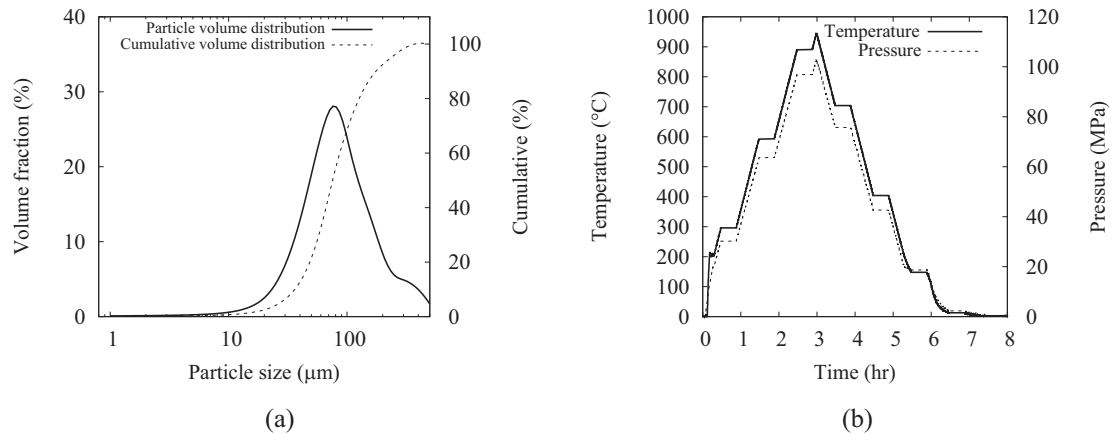 Particle volume distribution
Cumulative volume distribution
Volume fraction (%)
40
30
20
10
0
Cumulative (%)
100
80
60
40
20
0
1 10 100
Particle size (μm)
(a)
Temperature
Pressure
Temperature (°C)
1000
900
800
700
600
500
400
300
200
100
0
Pressure (MPa)
120
100
80
60
40
20
0
0 1 2 3 4 5 6 7 8
Time (hr)
(b)